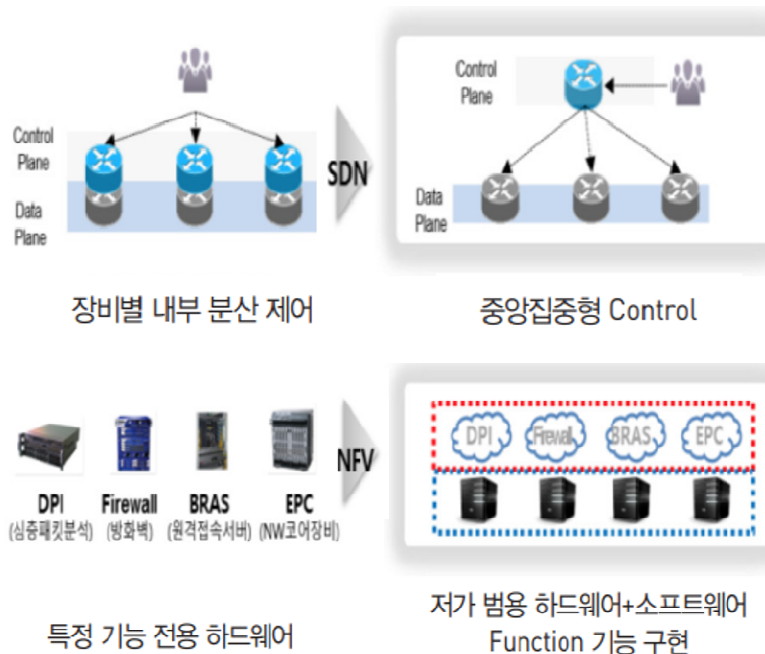 Control
Plane
Data
Plane
SDN
Control
Plane
Data
Plane
장비별 내부 분산 제어
중앙집중형 Control
DPI
(심층패킷분석)
Firewall
(방화벽)
BRAS
(원격접속서버)
EPC
(NW코어장비)
NFV
DPI
Firewall
BRAS
EPC
특정 기능 전용 하드웨어
저가 범용 하드웨어+소프트웨어
Function 기능 구현